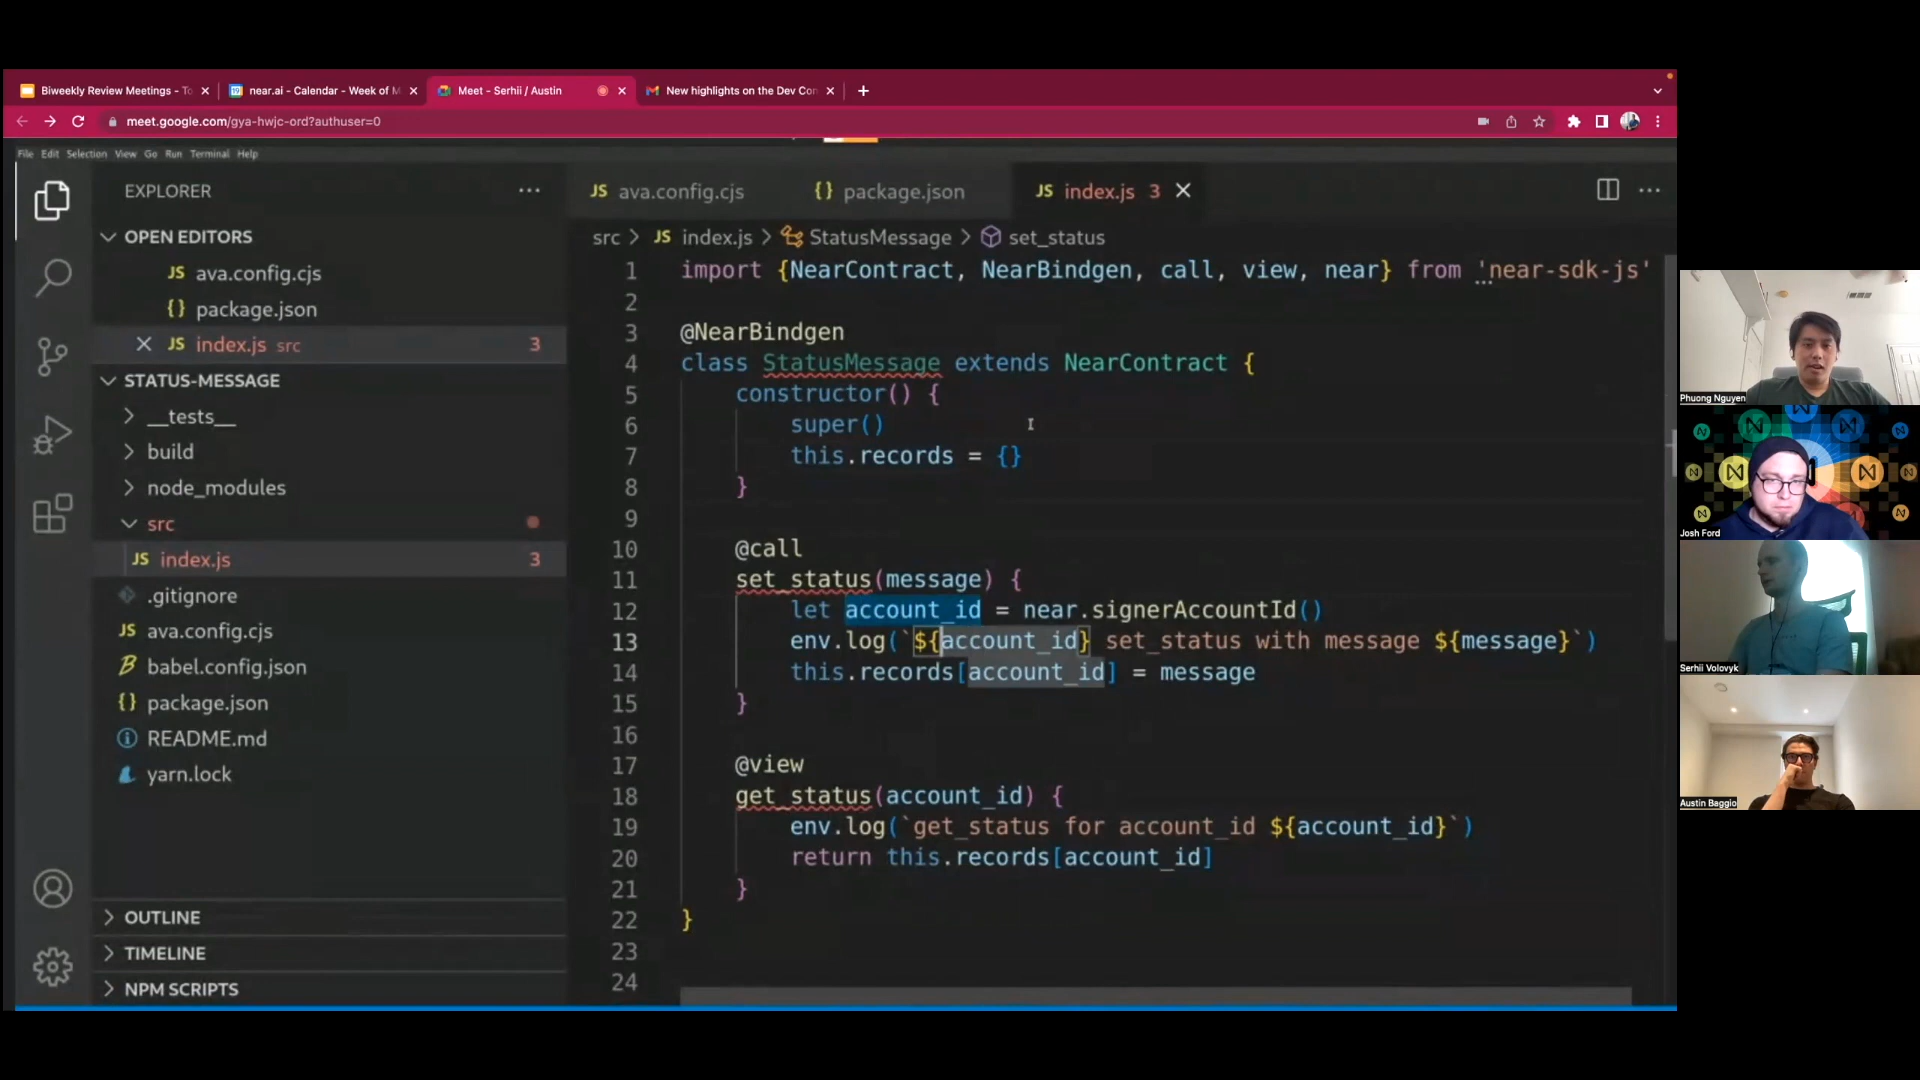 Biweekly Review Meetings - To
near.ai - Calendar - Week of M
Meet - Serhii / Austin
New highlights on the Dev Con
meet.google.com/gya-hwjc-ord?authuser=0
File Edit Selection View Go Run Terminal Help
EXPLORER
OPEN EDITORS
JS ava.config.cjs
{} package.json
JS index.js src 3
STATUS-MESSAGE
__tests__
build
node_modules
src
JS index.js 3
.gitignore
JS ava.config.cjs
babel.config.json
{} package.json
README.md
yarn.lock
OUTLINE
TIMELINE
NPM SCRIPTS
JS ava.config.cjs
{} package.json
JS index.js 3
src > JS index.js > StatusMessage > set_status
1 import {NearContract, NearBindgen, call, view, near} from 'near-sdk-js'
2
3 @NearBindgen
4 class StatusMessage extends NearContract {
5 constructor() {
6 super()
7 this.records = {}
8 }
9
10 @call
11 set_status(message) {
12 let account_id = near.signerAccountId()
13 env.log(`${account_id} set_status with message ${message}`)
14 this.records[account_id] = message
15 }
16
17 @view
18 get_status(account_id) {
19 env.log(`get_status for account_id ${account_id}`)
20 return this.records[account_id]
21 }
22 }
23
24
Phuong Nguyen
Josh Ford
Serhii Volovyk
Austin Baggio